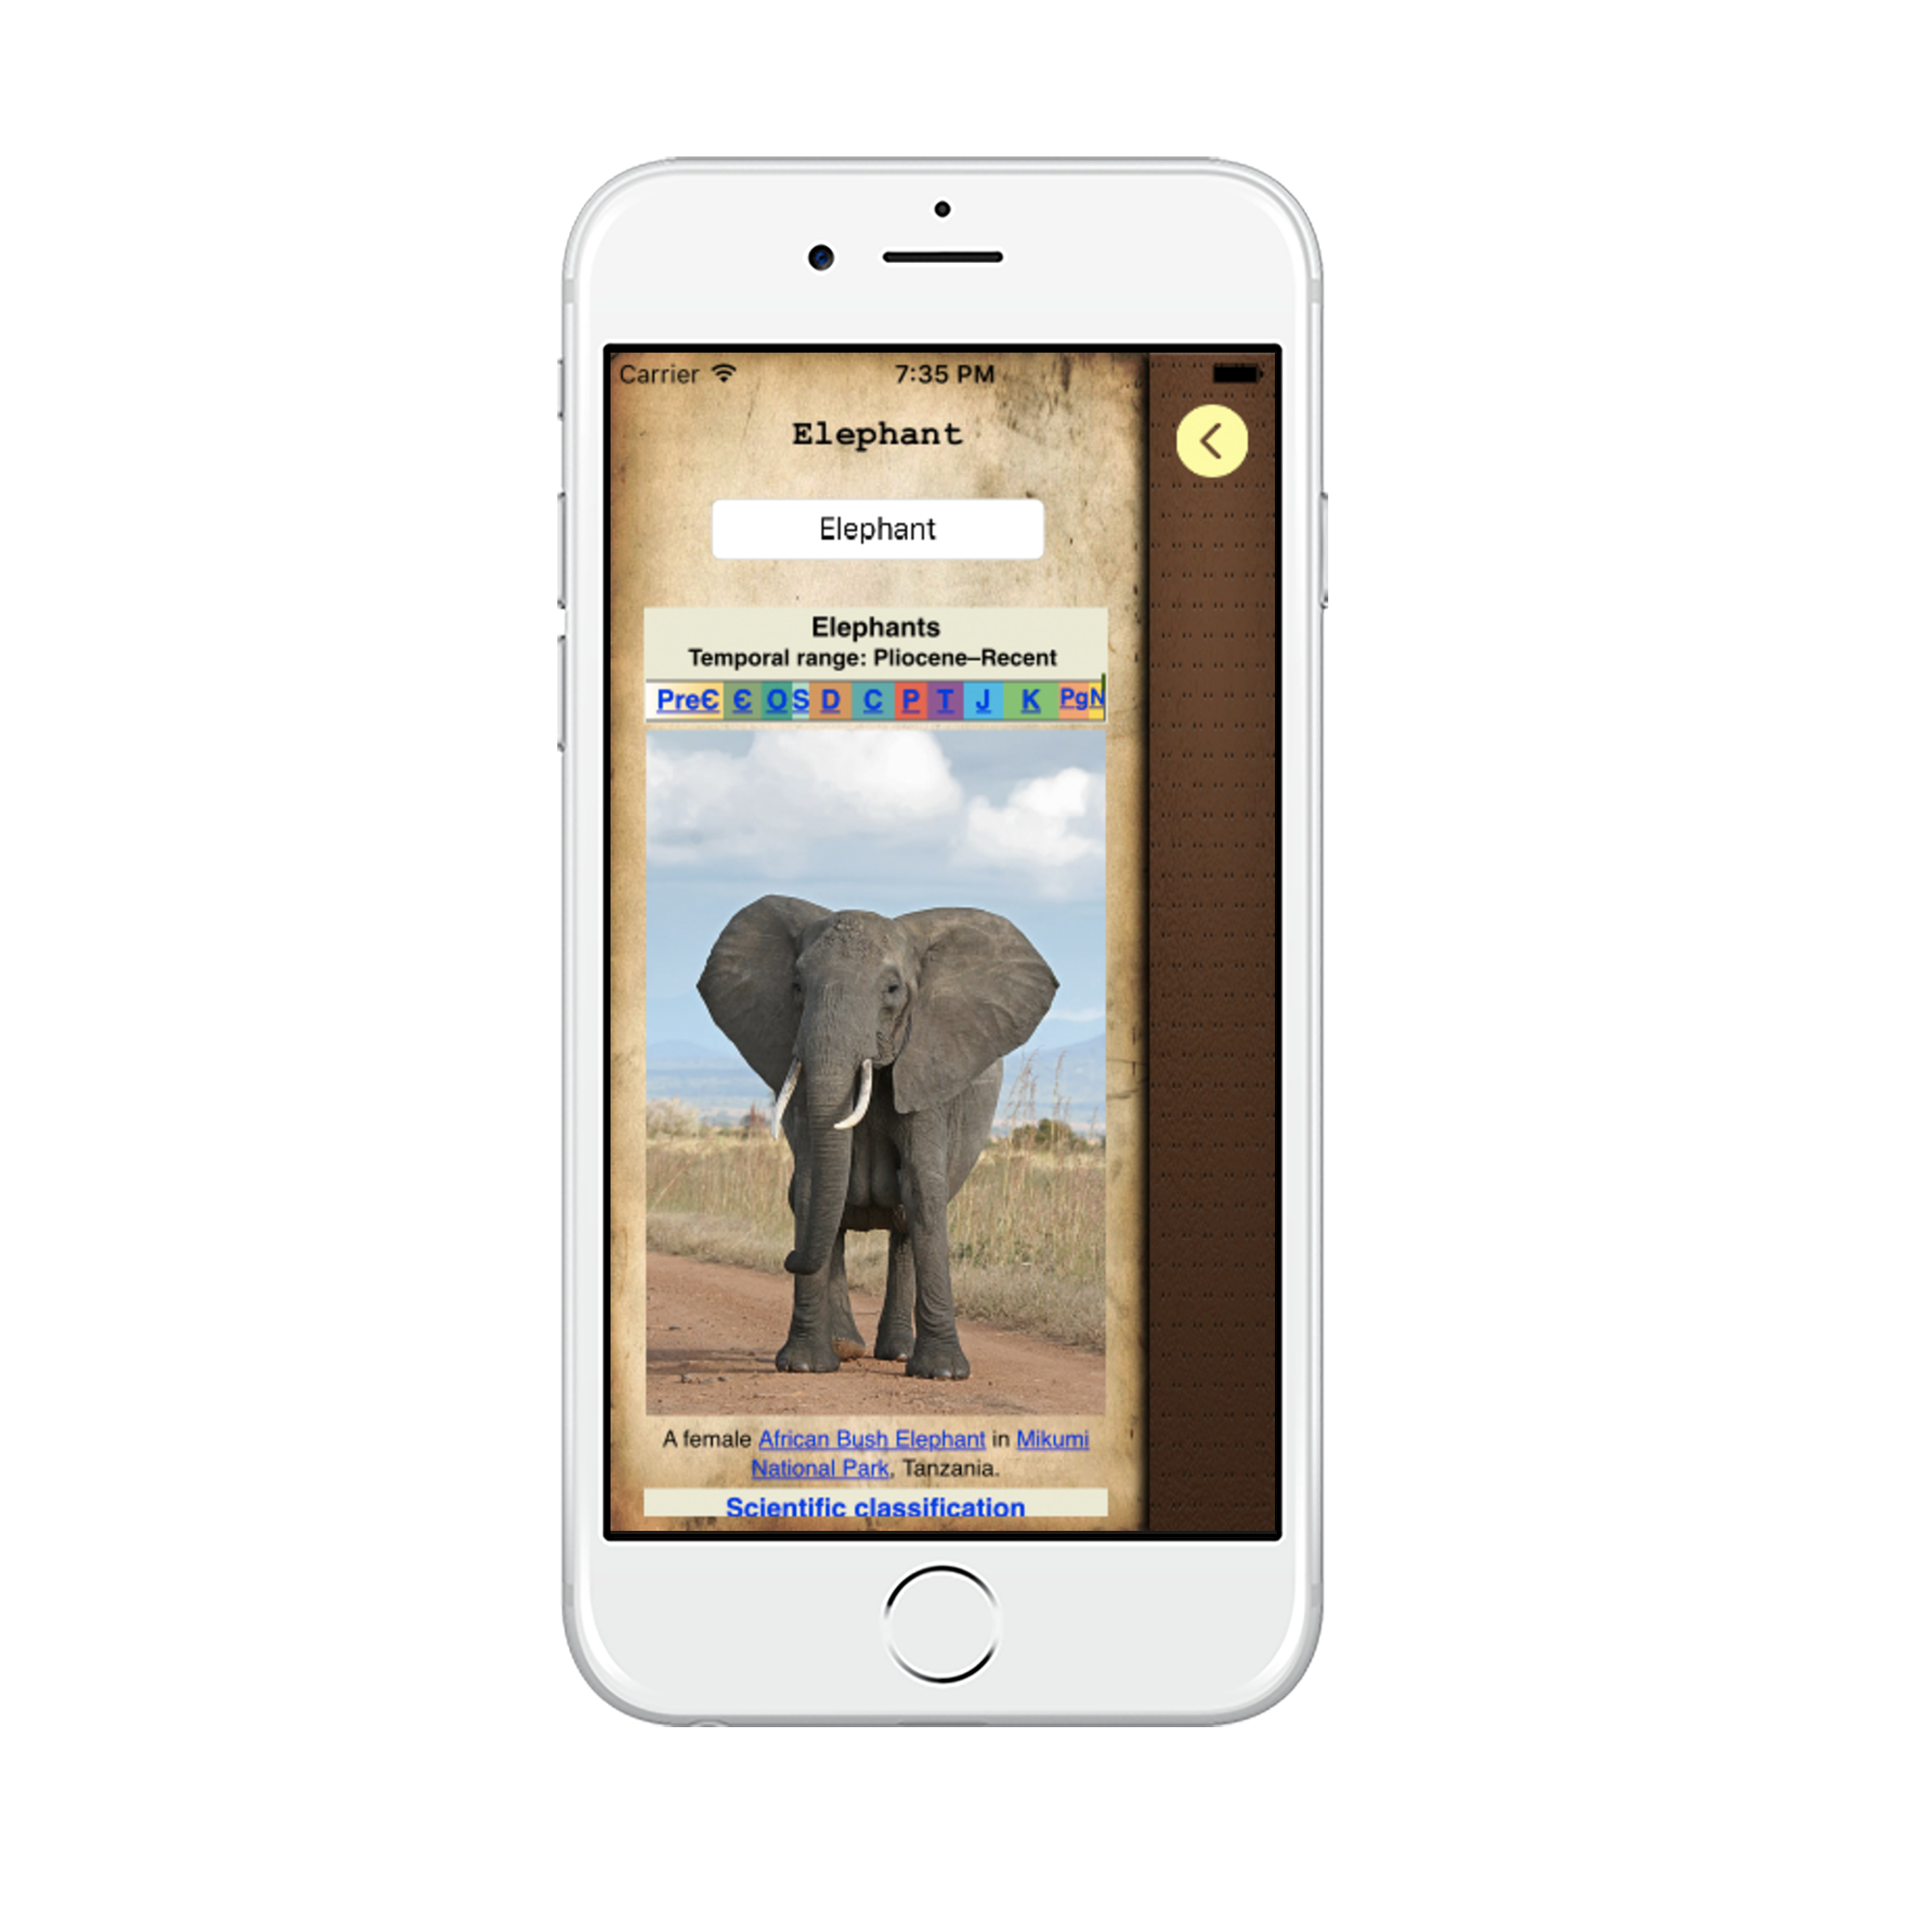 Carrier 7:35 PM
Elephant
Elephant
Elephants
Temporal range: Pliocene–Recent
PreЄ Є O S D C P T J K Pg N
A female African Bush Elephant in Mikumi
National Park, Tanzania.
Scientific classification